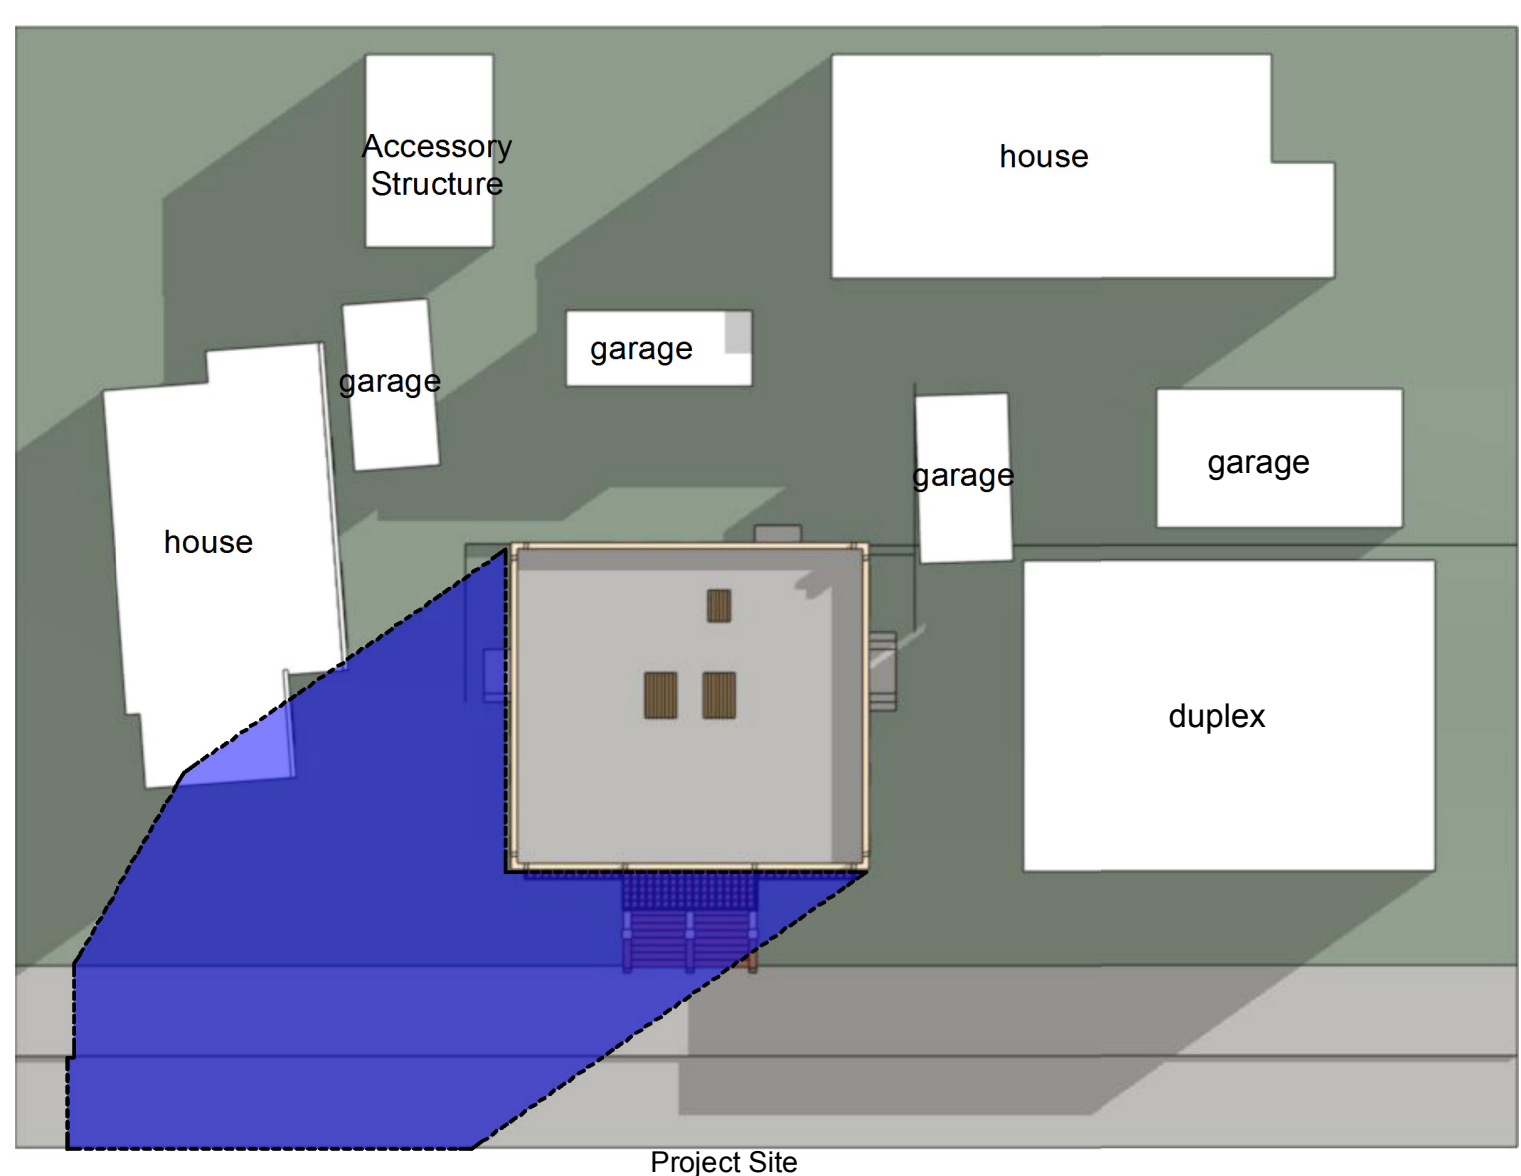 Accessory
Structure
house
garage
garage
garage
garage
house
duplex
Project Site